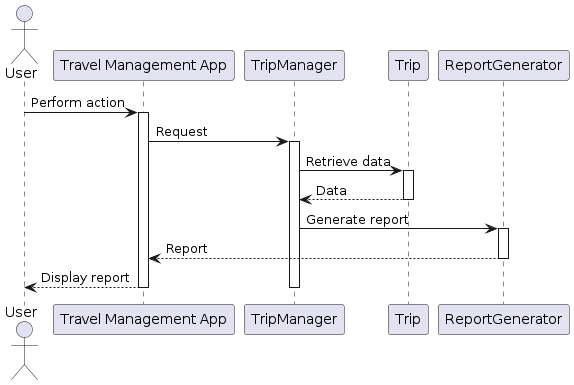 User
Travel Management App
TripManager
Trip
ReportGenerator
Perform action
Request
Retrieve data
Data
Generate report
Report
Display report
User
Travel Management App
TripManager
Trip
ReportGenerator